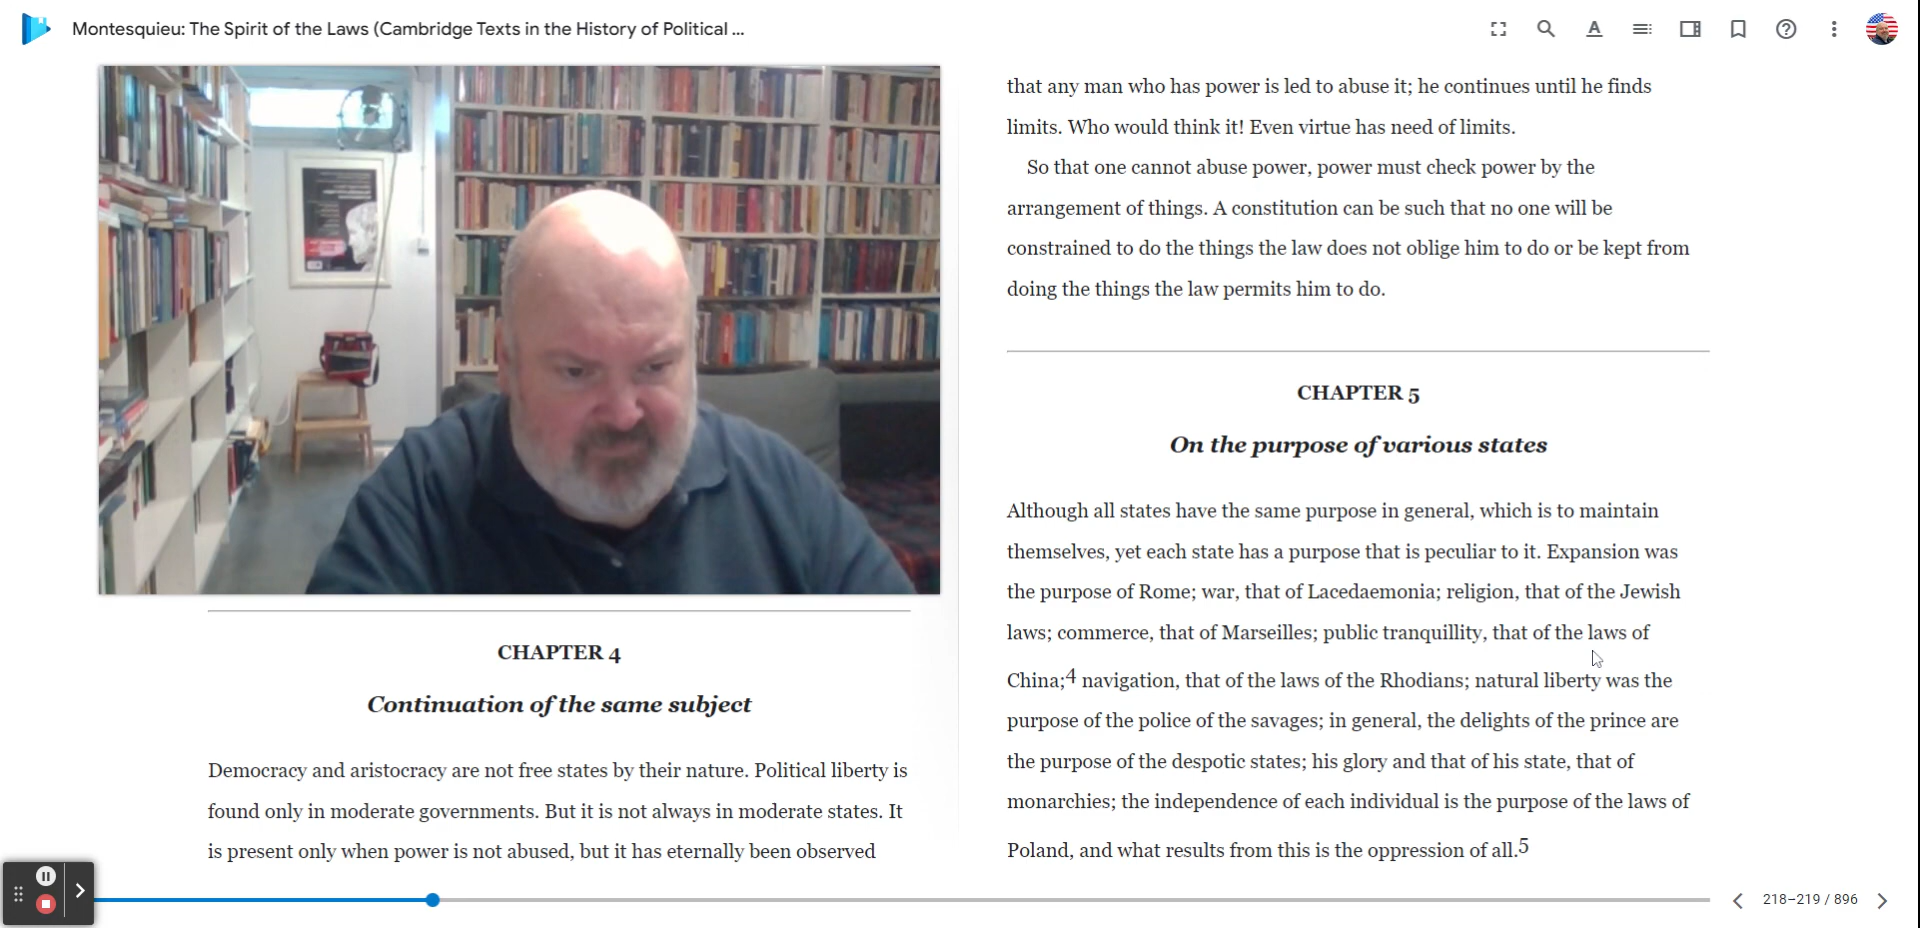 Montesquieu: The Spirit of the Laws (Cambridge Texts in the History of Political ...
CHAPTER 4
Continuation of the same subject
Democracy and aristocracy are not free states by their nature. Political liberty is
found only in moderate governments. But it is not always in moderate states. It
is present only when power is not abused, but it has eternally been observed
that any man who has power is led to abuse it; he continues until he finds
limits. Who would think it! Even virtue has need of limits.
So that one cannot abuse power, power must check power by the
arrangement of things. A constitution can be such that no one will be
constrained to do the things the law does not oblige him to do or be kept from
doing the things the law permits him to do.
CHAPTER 5
On the purpose of various states
Although all states have the same purpose in general, which is to maintain
themselves, yet each state has a purpose that is peculiar to it. Expansion was
the purpose of Rome; war, that of Lacedaemonia; religion, that of the Jewish
laws; commerce, that of Marseilles; public tranquillity, that of the laws of
China;4 navigation, that of the laws of the Rhodians; natural liberty was the
purpose of the police of the savages; in general, the delights of the prince are
the purpose of the despotic states; his glory and that of his state, that of
monarchies; the independence of each individual is the purpose of the laws of
Poland, and what results from this is the oppression of all.5
218–219 / 896